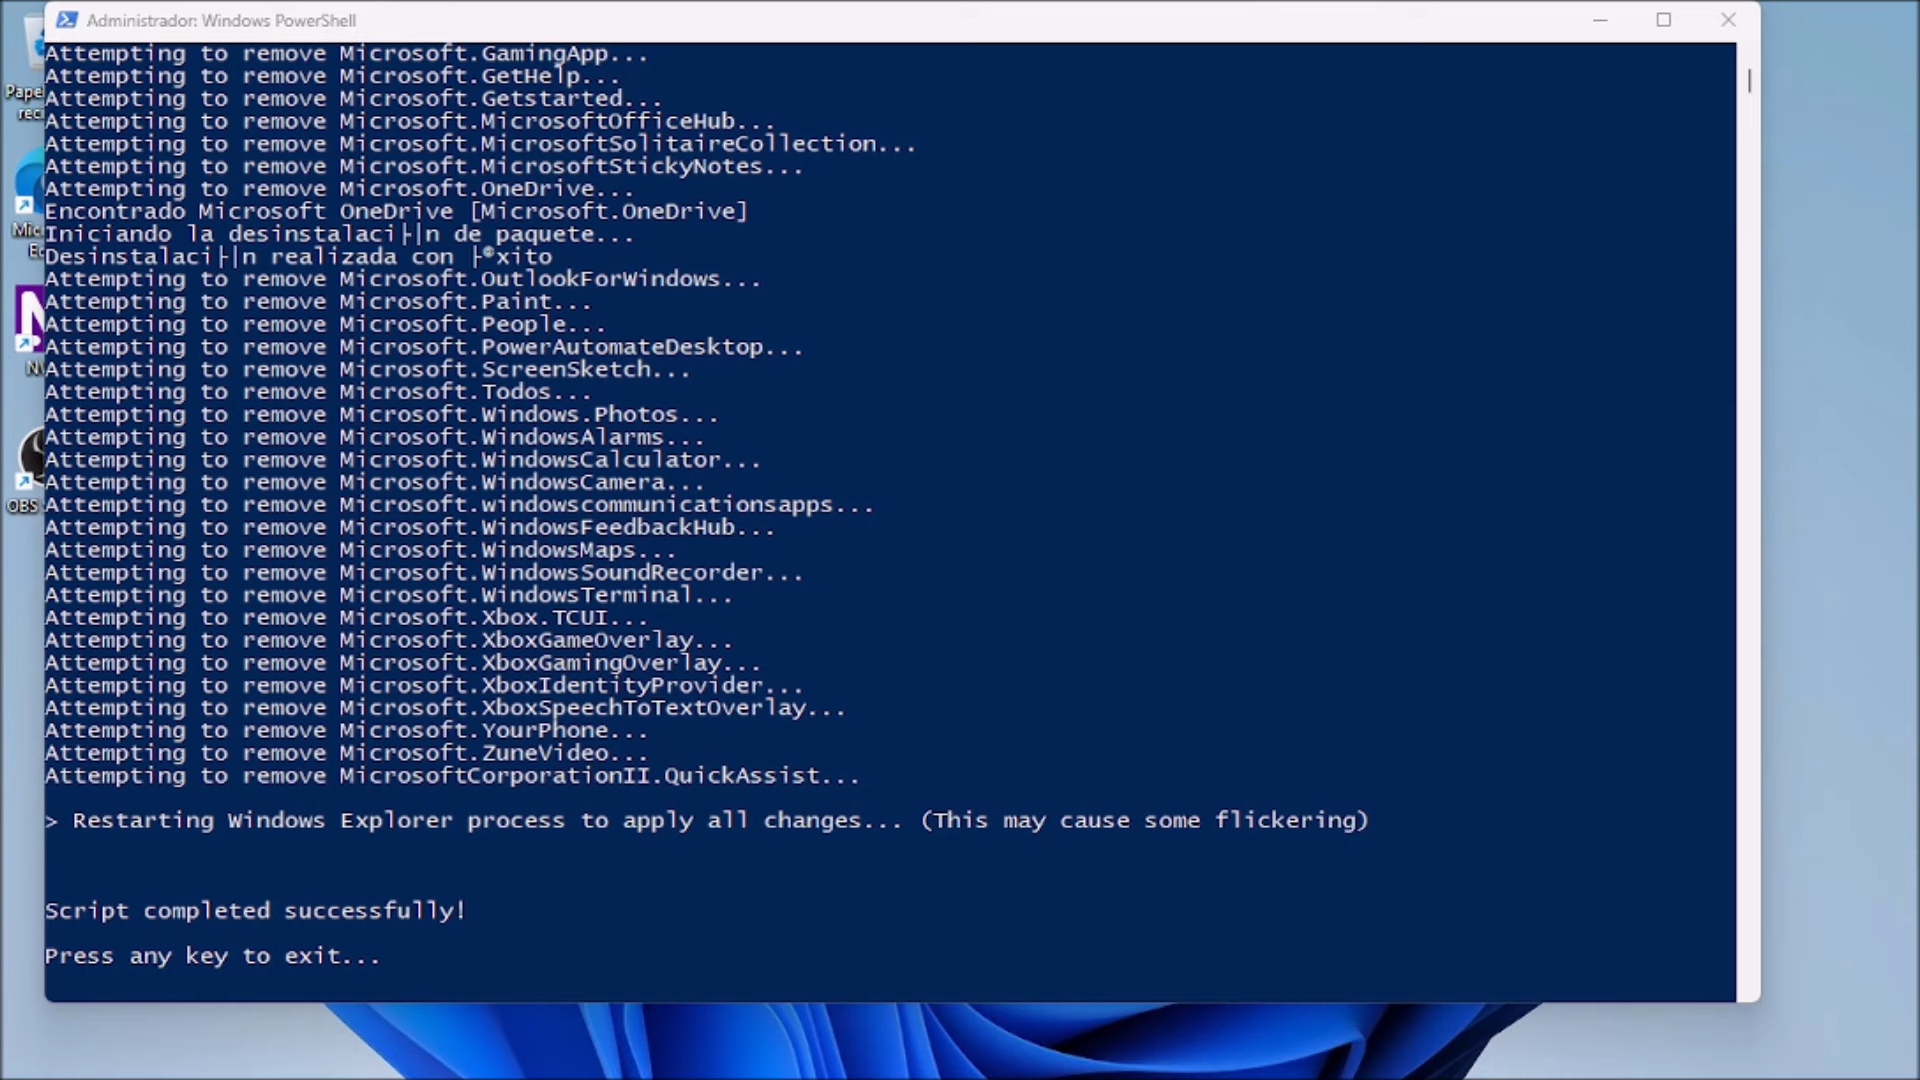 Administrador: Windows PowerShell
Attempting to remove Microsoft.GamingApp...
Attempting to remove Microsoft.GetHelp...
Attempting to remove Microsoft.Getstarted...
Attempting to remove Microsoft.MicrosoftOfficeHub...
Attempting to remove Microsoft.MicrosoftSolitaireCollection...
Attempting to remove Microsoft.MicrosoftStickyNotes...
Attempting to remove Microsoft.OneDrive...
Encontrado Microsoft OneDrive [Microsoft.OneDrive]
Iniciando la desinstalaci├│n de paquete...
Desinstalaci├│n realizada con ├®xito
Attempting to remove Microsoft.OutlookForWindows...
Attempting to remove Microsoft.Paint...
Attempting to remove Microsoft.People...
Attempting to remove Microsoft.PowerAutomateDesktop...
Attempting to remove Microsoft.ScreenSketch...
Attempting to remove Microsoft.Todos...
Attempting to remove Microsoft.Windows.Photos...
Attempting to remove Microsoft.WindowsAlarms...
Attempting to remove Microsoft.WindowsCalculator...
Attempting to remove Microsoft.WindowsCamera...
Attempting to remove Microsoft.windowscommunicationsapps...
Attempting to remove Microsoft.WindowsFeedbackHub...
Attempting to remove Microsoft.WindowsMaps...
Attempting to remove Microsoft.WindowsSoundRecorder...
Attempting to remove Microsoft.WindowsTerminal...
Attempting to remove Microsoft.Xbox.TCUI...
Attempting to remove Microsoft.XboxGameOverlay...
Attempting to remove Microsoft.XboxGamingOverlay...
Attempting to remove Microsoft.XboxIdentityProvider...
Attempting to remove Microsoft.XboxSpeechToTextOverlay...
Attempting to remove Microsoft.YourPhone...
Attempting to remove Microsoft.ZuneVideo...
Attempting to remove MicrosoftCorporationII.QuickAssist...
> Restarting Windows Explorer process to apply all changes... (This may cause some flickering)
Script completed successfully!
Press any key to exit...
OBS